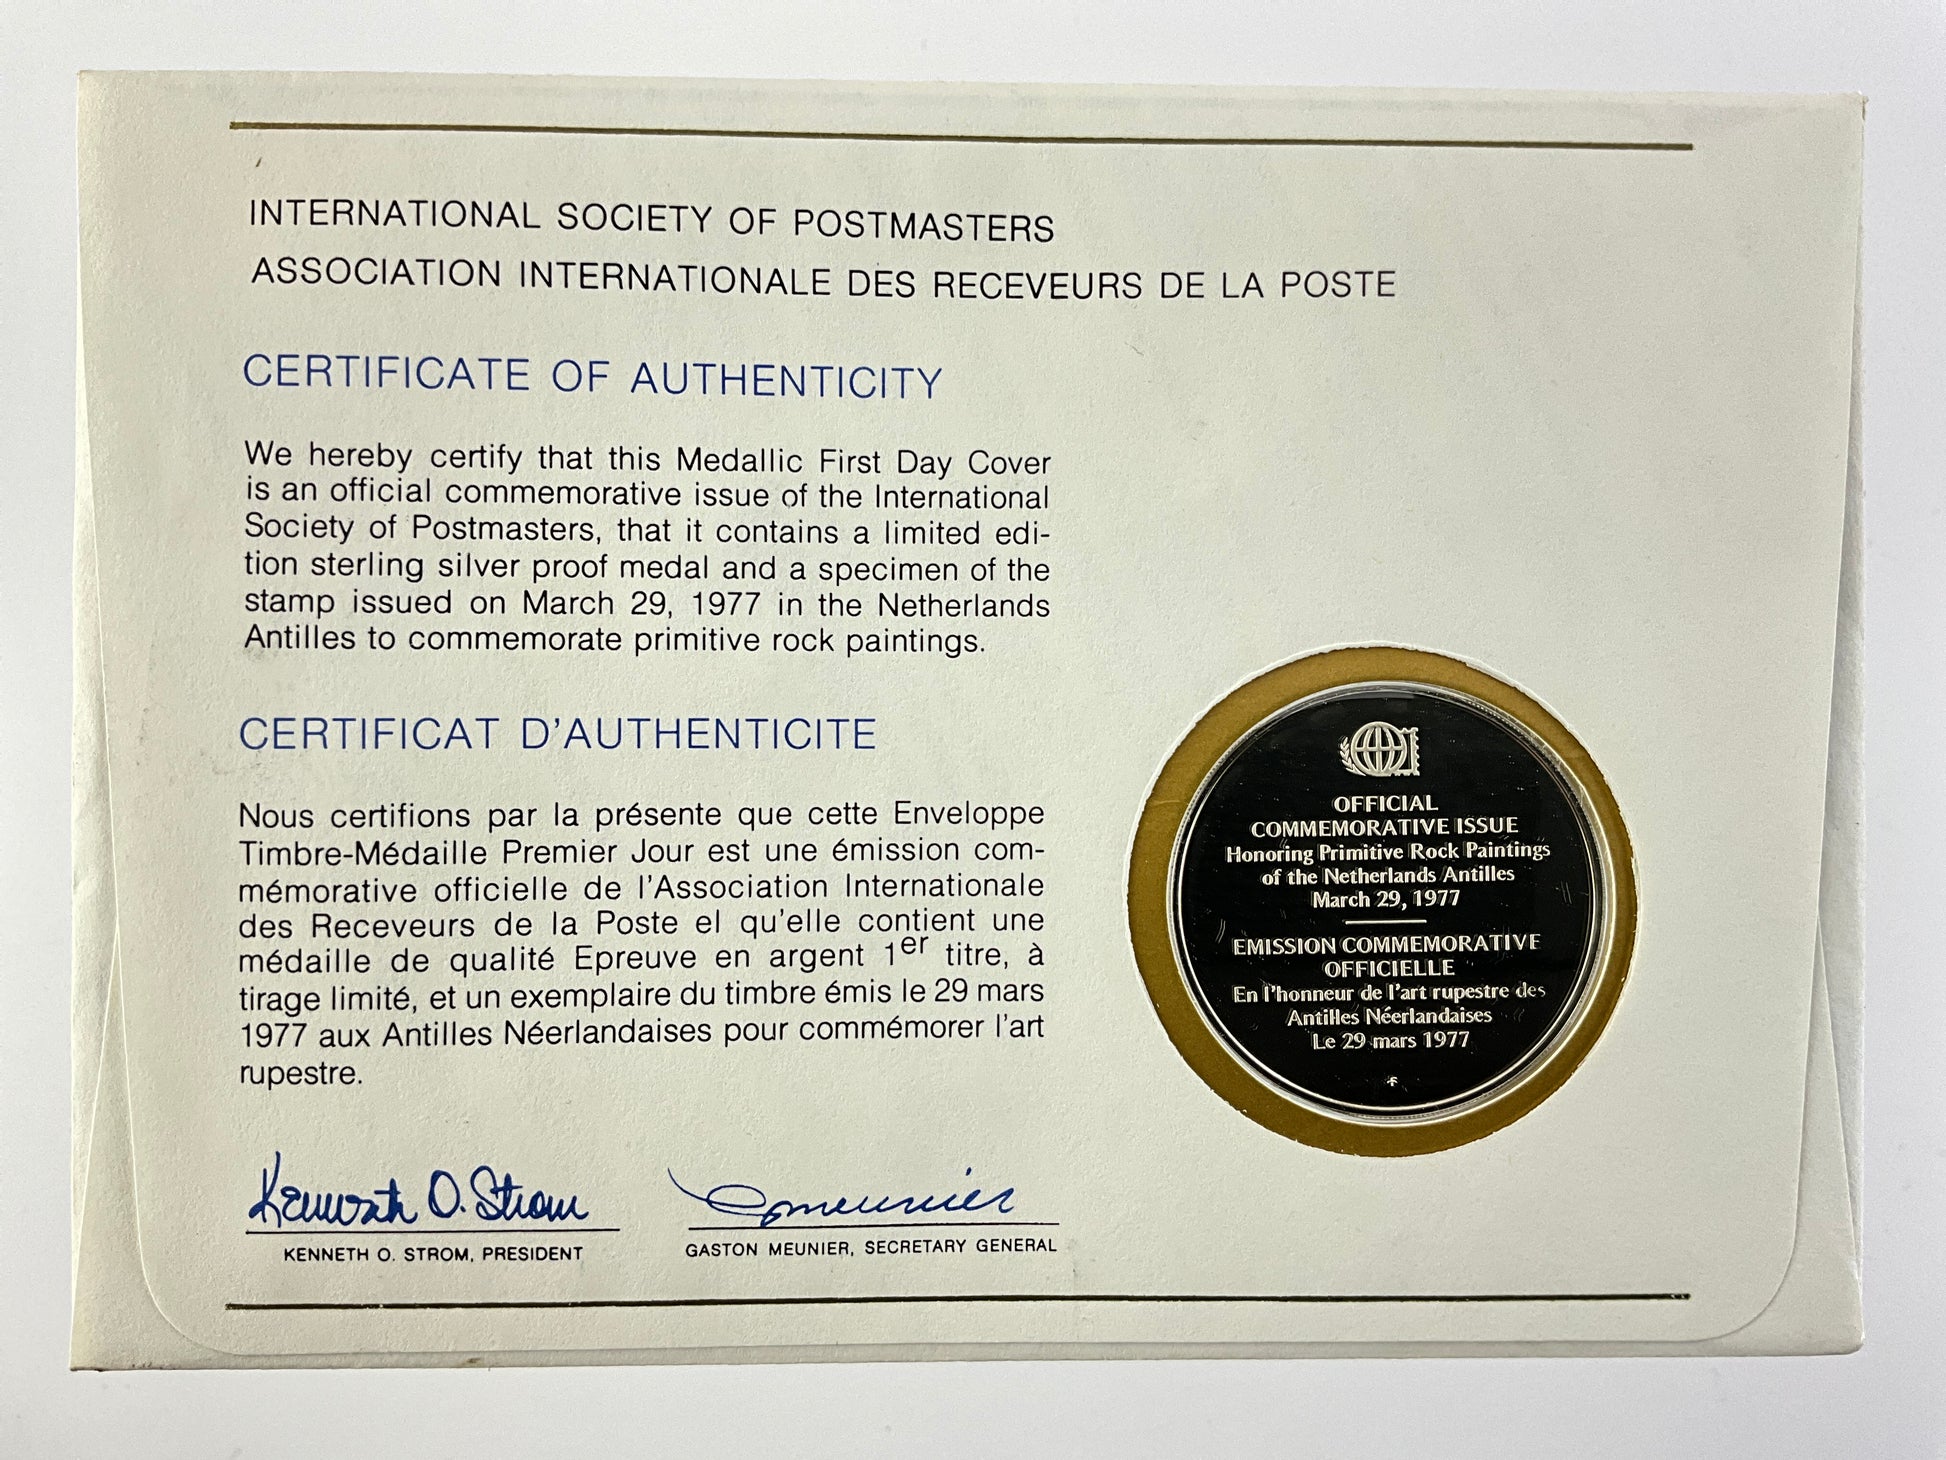 INTERNATIONAL SOCIETY OF POSTMASTERS
ASSOCIATION INTERNATIONALE DES RECEVEURS DE LA POSTE
CERTIFICATE OF AUTHENTICITY
We hereby certify that this Medallic First Day Cover
is an official commemorative issue of the International
Society of Postmasters, that it contains a limited edi-
tion sterling silver proof medal and a specimen of the
stamp issued on March 29, 1977 in the Netherlands
Antilles to commemorate primitive rock paintings.
CERTIFICAT D'AUTHENTICITE
Nous certifions par la présente que cette Enveloppe
Timbre-Médaille Premier Jour est une émission com-
mémorative officielle de l'Association Internationale
des Receveurs de la Poste el qu'elle contient une
médaille de qualité Epreuve en argent 1er titre, à
tirage limité, et un exemplaire du timbre émis le 29 mars
1977 aux Antilles Néerlandaises pour commémorer l'art
rupestre.
Kenneth O. Strom
KENNETH O. STROM, PRESIDENT
GMeunier
GASTON MEUNIER, SECRETARY GENERAL
OFFICIAL
COMMEMORATIVE ISSUE
Honoring Primitive Rock Paintings
of the Netherlands Antilles
March 29, 1977
EMISSION COMMEMORATIVE
OFFICIELLE
En l'honneur de l'art rupestre des
Antilles Néerlandaises
Le 29 mars 1977